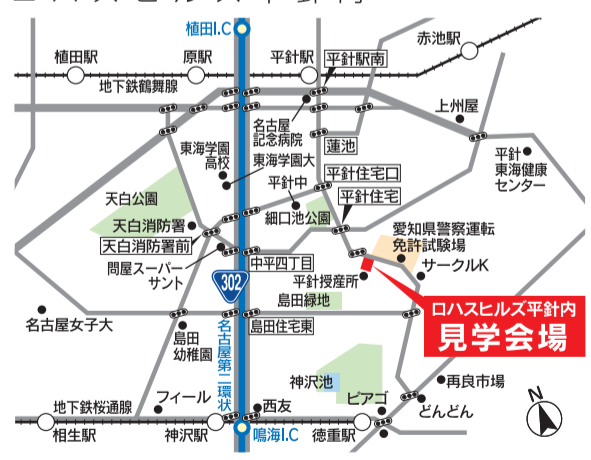 植田I.C
赤池駅
植田駅
原駅
平針駅
平針駅南
地下鉄鶴舞線
上州屋
名古屋
記念病院
蓮池
東海学園
高校
東海学園大
平針
東海健康
センター
平針住宅口
平針中
平針住宅
天白公園
細口池公園
天白消防署
愛知県警察運転
免許試験場
天白消防署前
問屋スーパー
サント
中平四丁目
サークルK
平針授産所
302
島田緑地
ロハスヒルズ平針内
見学会場
名古屋女子大
島田住宅東
島田
幼稚園
名古屋第二環状
神沢池
再良市場
フィール
西友
ピアゴ
どんどん
N
地下鉄桜通線
相生駅
神沢駅
鳴海I.C
徳重駅